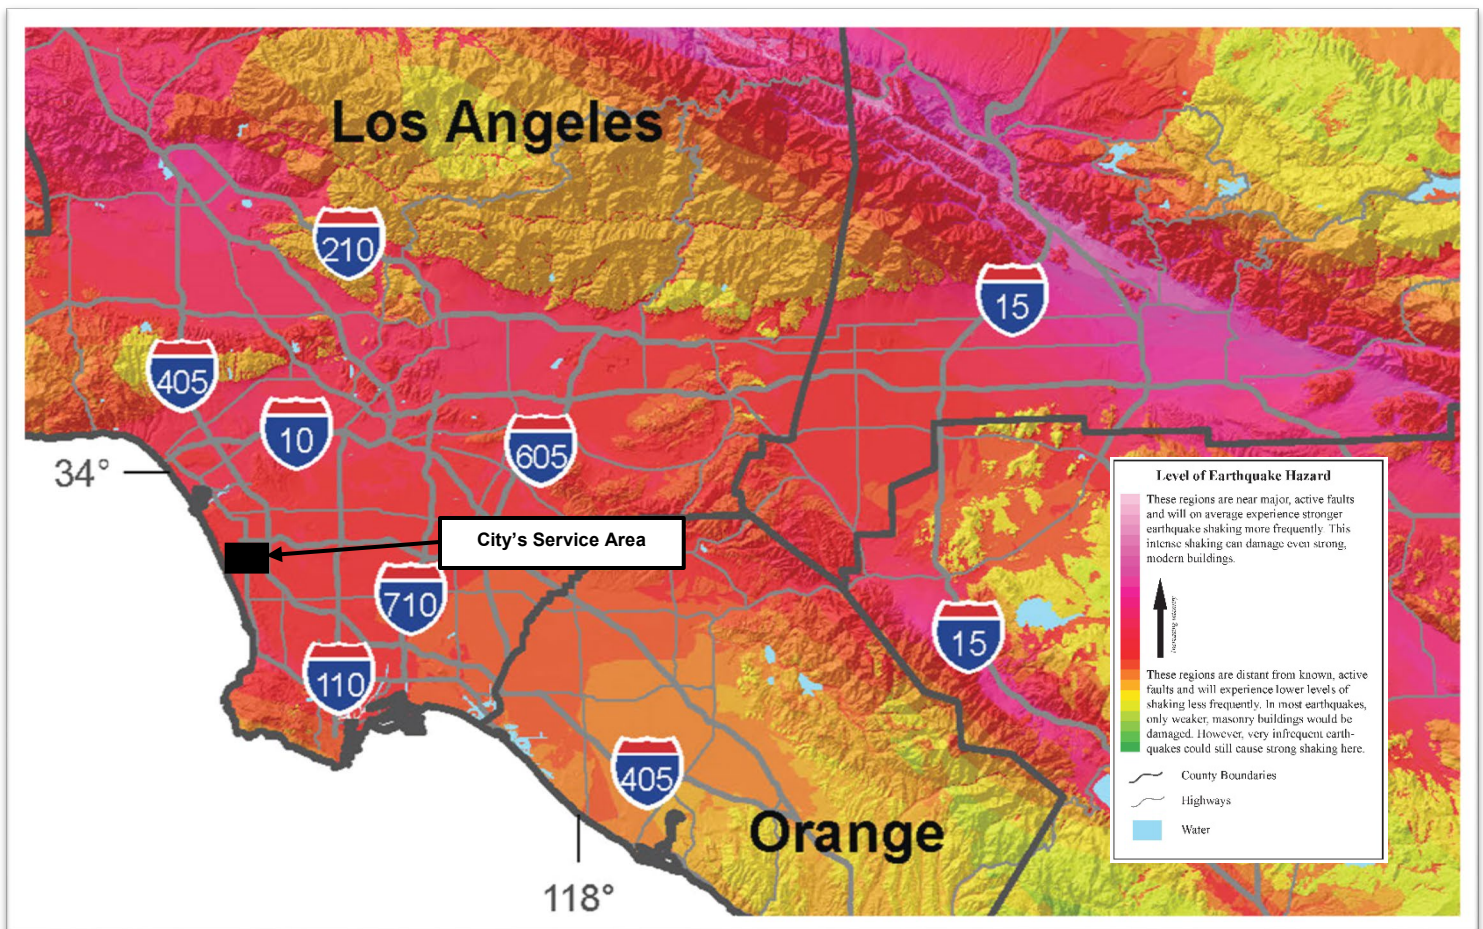 Los Angeles
210
15
405
10
605
34°
City's Service Area
710
15
110
405
Orange
118°
Level of Earthquake Hazard
These regions are near major, active faults
and will on average experience stronger
earthquake shaking more frequently. This
intense shaking can damage even strong,
modern buildings.
Increasing intensity
These regions are distant from known, active
faults and will experience lower levels of
shaking less frequently. In most earthquakes,
only weaker, masonry buildings would be
damaged. However, very infrequent earth-
quakes could still cause strong shaking here.
County Boundaries
Highways
Water